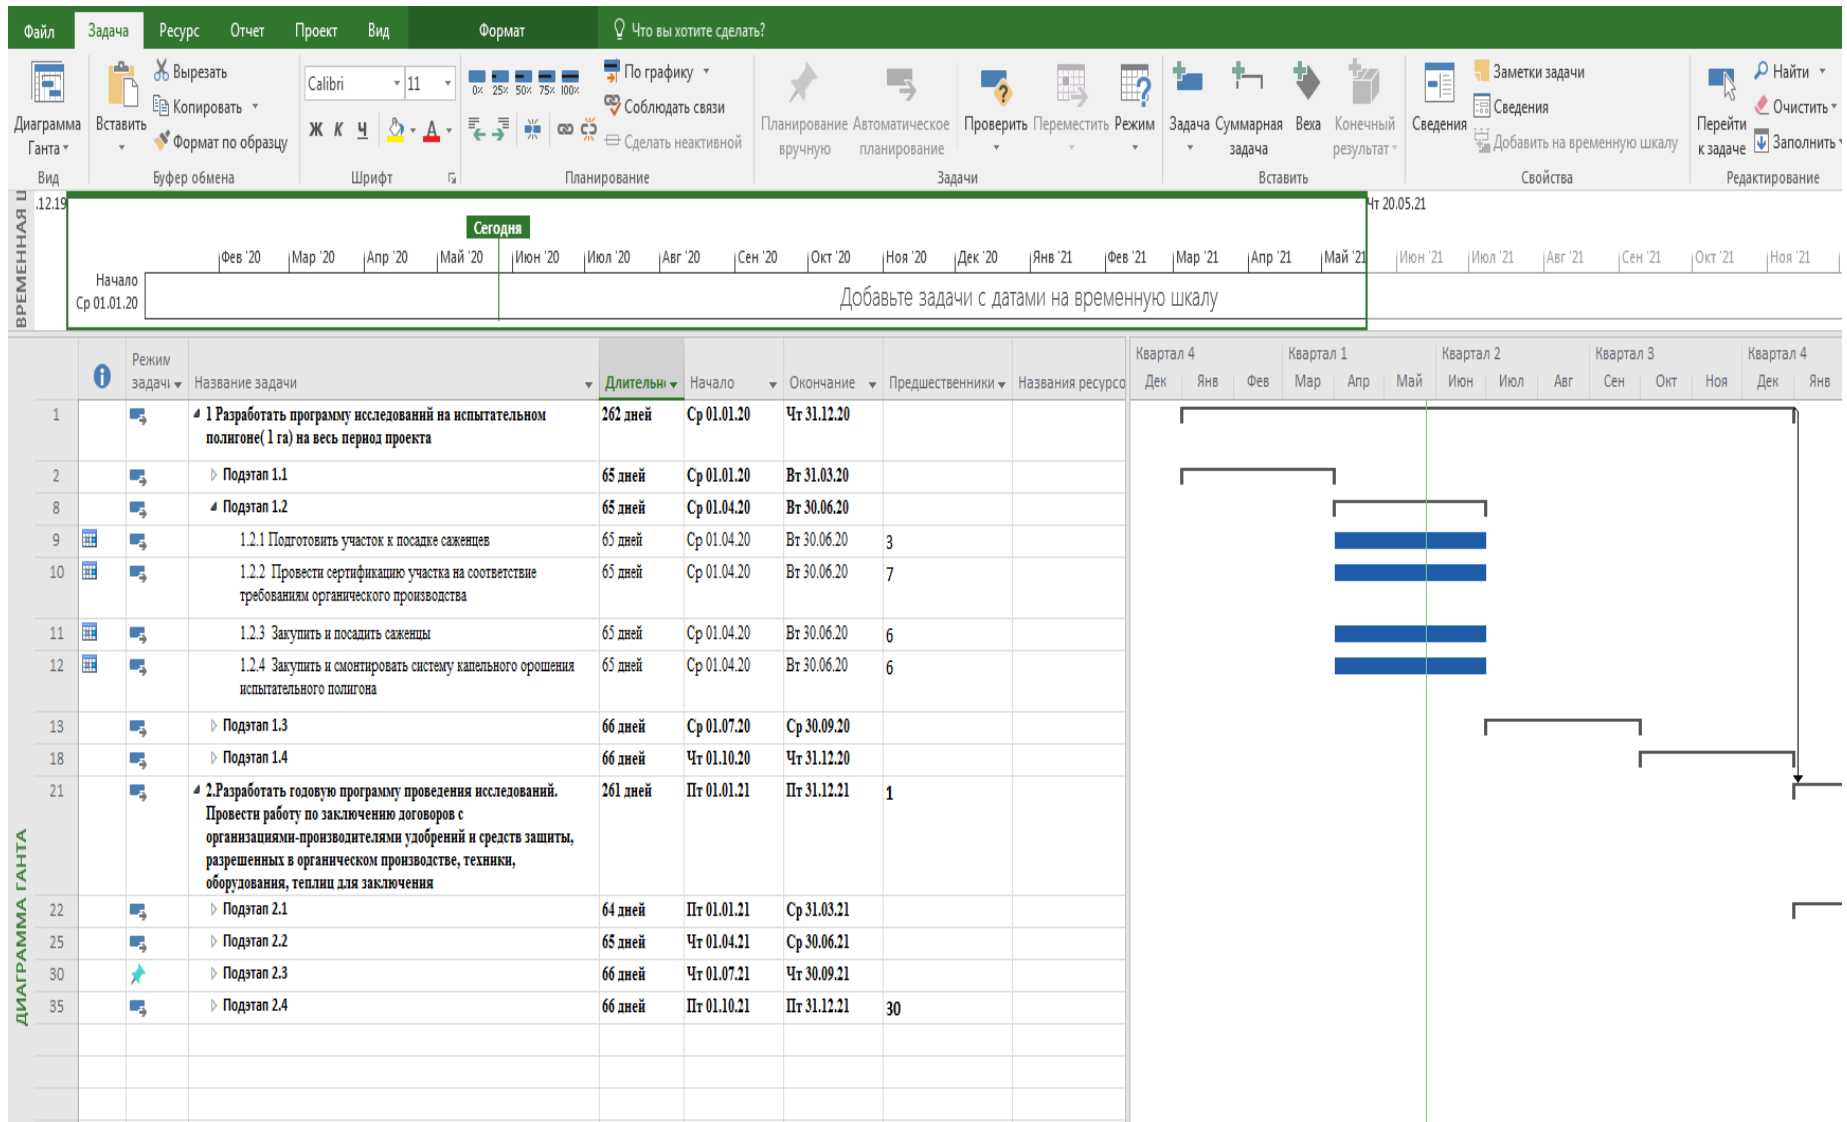 Файл Задача Ресурс Отчет Проект Вид Формат Что вы хотите сделать?
Диаграмма Ганта
Вид
Вставить
Вырезать
Копировать
Формат по образцу
Буфер обмена
Calibri 11
Ж К Ч А
Шрифт
0% 25% 50% 75% 100%
По графику
Соблюдать связи
Сделать неактивной
Планирование
Планирование вручную
Автоматическое планирование
Проверить
Переместить
Режим
Задачи
Задача
Суммарная задача
Веха
Конечный результат
Вставить
Сведения
Заметки задачи
Сведения
Добавить на временную шкалу
Свойства
Перейти к задаче
Найти
Очистить
Заполнить
Редактирование
ВРЕМЕННАЯ
.12.19
Чт 20.05.21
Сегодня
Фев '20 Мар '20 Апр '20 Май '20 Июн '20 Июл '20 Авг '20 Сен '20 Окт '20 Ноя '20 Дек '20 Янв '21 Фев '21 Мар '21 Апр '21 Май '21 Июн '21 Июл '21 Авг '21 Сен '21 Окт '21 Ноя '21
Начало
Ср 01.01.20
Добавьте задачи с датами на временную шкалу
Режим задачи Название задачи Длительн Начало Окончание Предшественники Названия ресурсо
Квартал 4 Квартал 1 Квартал 2 Квартал 3 Квартал 4
Дек Янв Фев Мар Апр Май Июн Июл Авг Сен Окт Ноя Дек Янв
1 1 Разработать программу исследований на испытательном 262 дней Ср 01.01.20 Чт 31.12.20
полигоне( 1 га) на весь период проекта
2 Подэтап 1.1 65 дней Ср 01.01.20 Вт 31.03.20
8 Подэтап 1.2 65 дней Ср 01.04.20 Вт 30.06.20
9 1.2.1 Подготовить участок к посадке саженцев 65 дней Ср 01.04.20 Вт 30.06.20 3
10 1.2.2 Провести сертификацию участка на соответствие 65 дней Ср 01.04.20 Вт 30.06.20 7
требованиям органического производства
11 1.2.3 Закупить и посадить саженцы 65 дней Ср 01.04.20 Вт 30.06.20 6
12 1.2.4 Закупить и смонтировать систему капельного орошения 65 дней Ср 01.04.20 Вт 30.06.20 6
испытательного полигона
13 Подэтап 1.3 66 дней Ср 01.07.20 Ср 30.09.20
18 Подэтап 1.4 66 дней Чт 01.10.20 Чт 31.12.20
21 2.Разработать годовую программу проведения исследований. 261 дней Пт 01.01.21 Пт 31.12.21 1
Провести работу по заключению договоров с
организациями-производителями удобрений и средств защиты,
разрешенных в органическом производстве, техники,
оборудования, теплиц для заключения
22 Подэтап 2.1 64 дней Пт 01.01.21 Ср 31.03.21
25 Подэтап 2.2 65 дней Чт 01.04.21 Ср 30.06.21
30 Подэтап 2.3 66 дней Чт 01.07.21 Чт 30.09.21
35 Подэтап 2.4 66 дней Пт 01.10.21 Пт 31.12.21 30
ДИАГРАММА ГАНТА